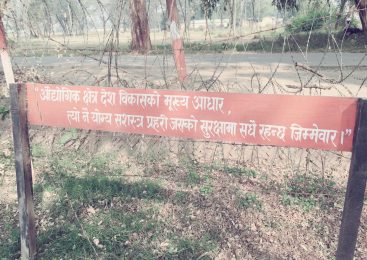 "औद्योगिक क्षेत्र देश विकासको मुख्य आधार,
त्यो नै योग्य सशस्त्र प्रहरी जसको सुरक्षामा सधैं रहन्छ जिम्मेवार ।"